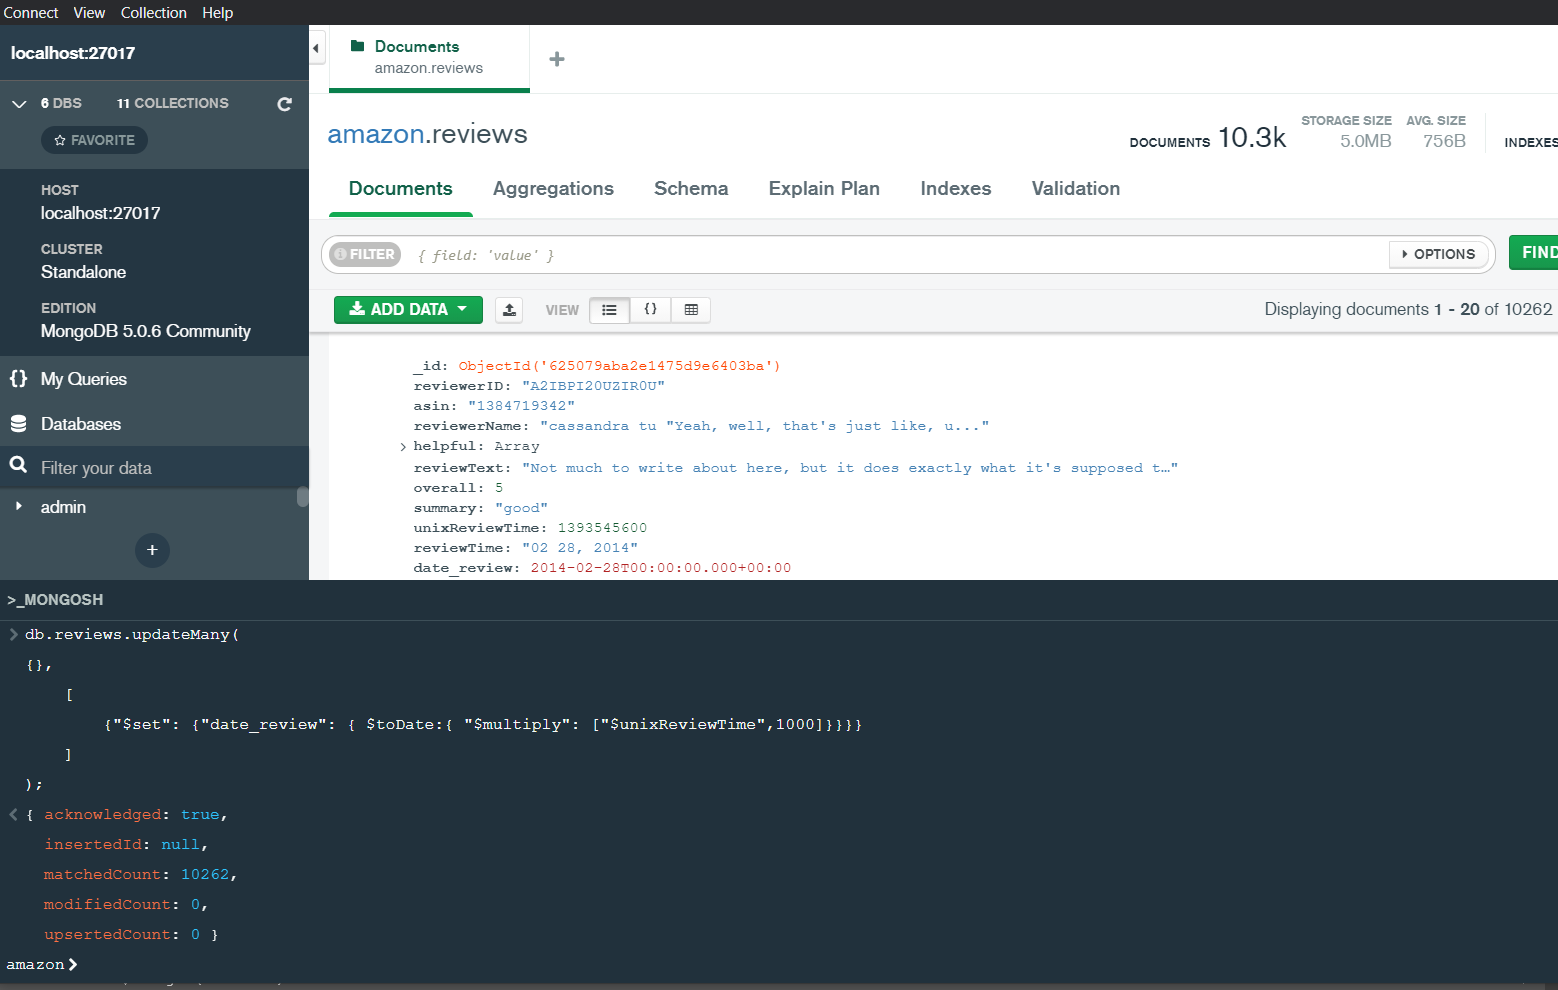 Connect View Collection Help
localhost:27017
6 DBS 11 COLLECTIONS
FAVORITE
HOST
localhost:27017
CLUSTER
Standalone
EDITION
MongoDB 5.0.6 Community
My Queries
Databases
Filter your data
admin
+
Documents
amazon.reviews
+
amazon.reviews
DOCUMENTS 10.3k
STORAGE SIZE
5.0MB
AVG. SIZE
756B
INDEXES
Documents Aggregations Schema Explain Plan Indexes Validation
FILTER { field: 'value' } OPTIONS FIND
ADD DATA VIEW {} Displaying documents 1 - 20 of 10262
_id: ObjectId('625079aba2e1475d9e6403ba')
reviewerID: "A2IBPI20UZIR0U"
asin: "1384719342"
reviewerName: "cassandra tu "Yeah, well, that's just like, u..."
> helpful: Array
reviewText: "Not much to write about here, but it does exactly what it's supposed t…"
overall: 5
summary: "good"
unixReviewTime: 1393545600
reviewTime: "02 28, 2014"
date_review: 2014-02-28T00:00:00.000+00:00
>_MONGOSH
> db.reviews.updateMany(
{},
[
{"$set": {"date_review": { $toDate:{ "$multiply": ["$unixReviewTime",1000]}}}}
]
);
< { acknowledged: true,
insertedId: null,
matchedCount: 10262,
modifiedCount: 0,
upsertedCount: 0 }
amazon>